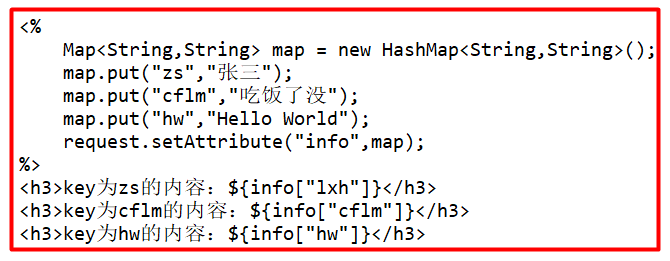 <%
Map<String,String> map = new HashMap<String,String>();
map.put("zs","张三");
map.put("cflm","吃饭了没");
map.put("hw","Hello World");
request.setAttribute("info",map);
%>
<h3>key为zs的内容：${info["lxh"]}</h3>
<h3>key为cflm的内容：${info["cflm"]}</h3>
<h3>key为hw的内容：${info["hw"]}</h3>